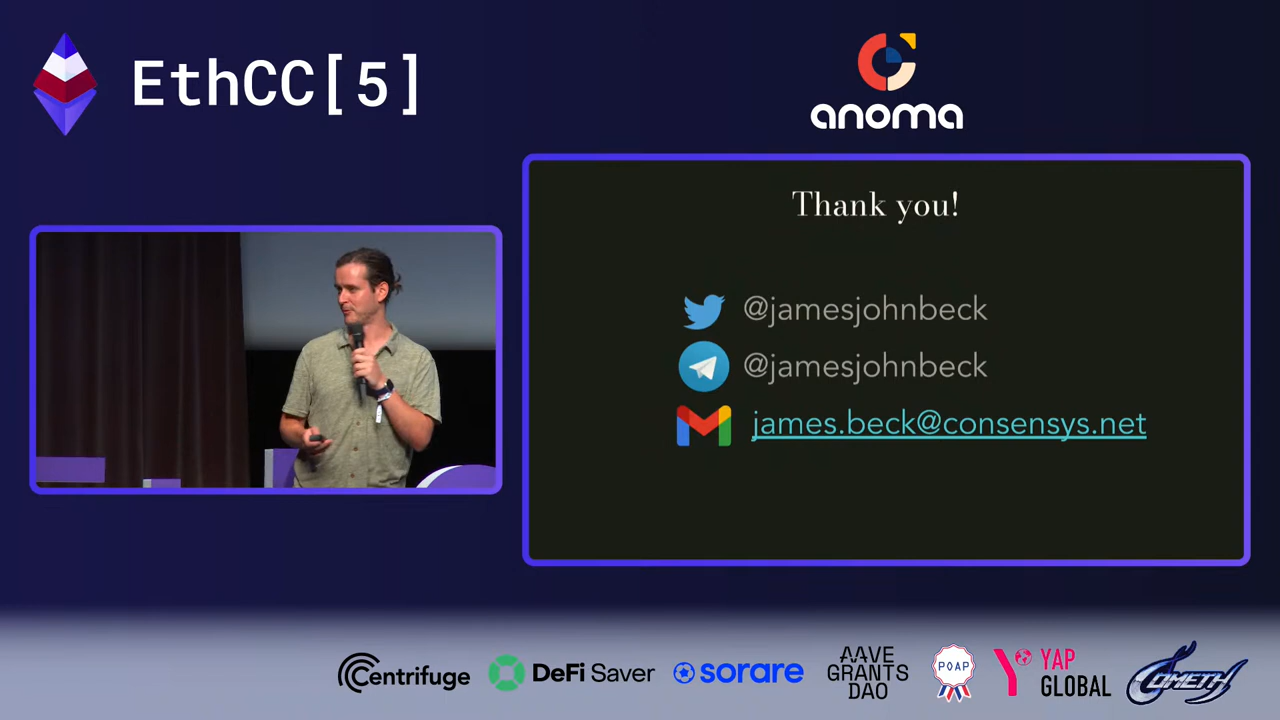 EthCC[5]
anoma
Thank you!
@jamesjohnbeck
@jamesjohnbeck
james.beck@consensys.net
Centrifuge
DeFi Saver
sorare
AAVE
GRANTS
DAO
POAP
YAP
GLOBAL
COMETH